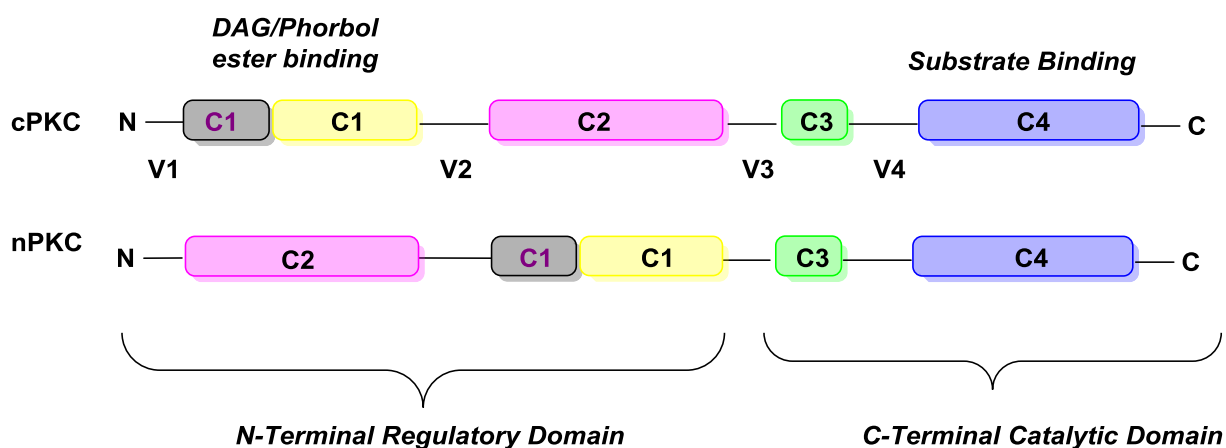 DAG/Phorbol
ester binding
Substrate Binding
cPKC N C1 C1 C2 C3 C4 C
V1 V2 V3 V4
nPKC N C2 C1 C1 C3 C4 C
N-Terminal Regulatory Domain C-Terminal Catalytic Domain